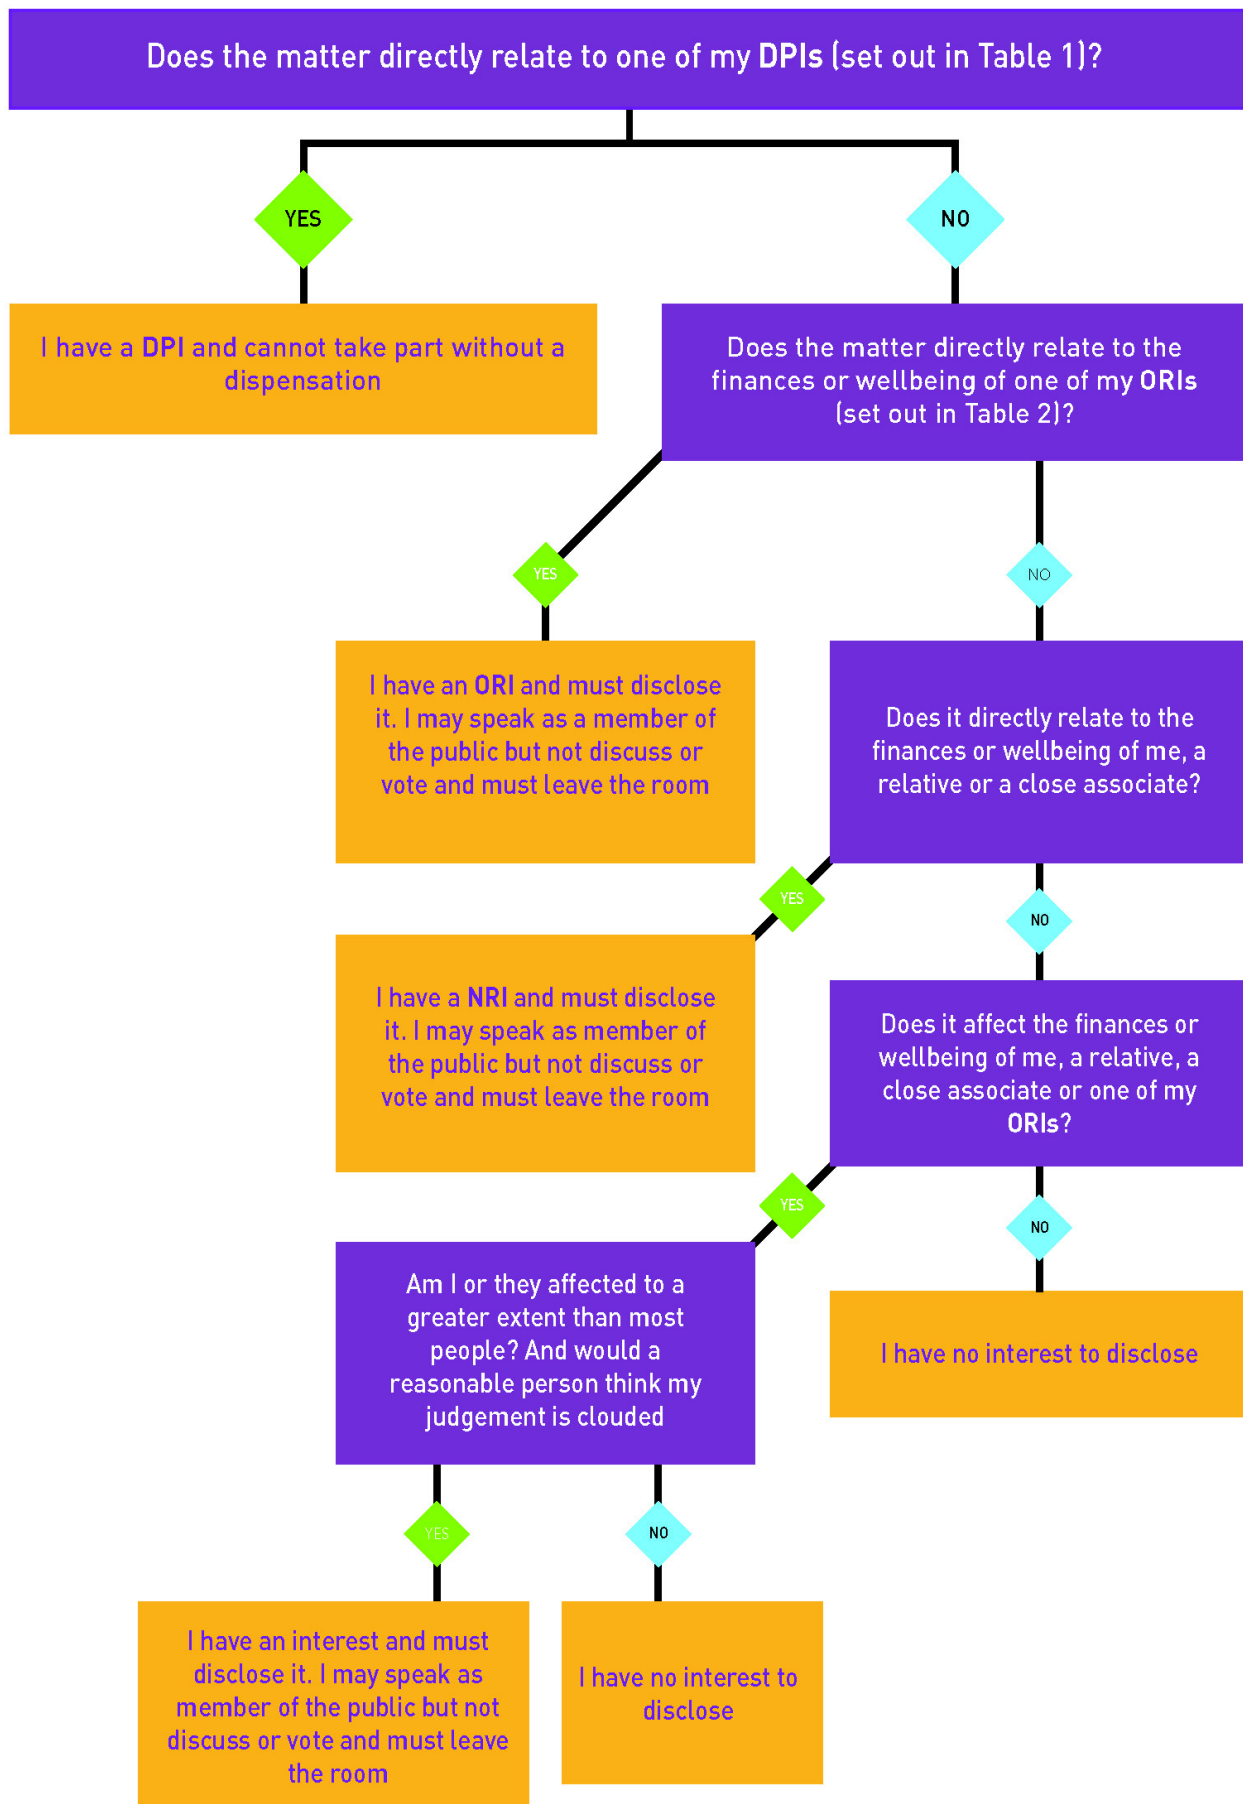 Does the matter directly relate to one of my DPIs (set out in Table 1)?
YES
NO
I have a DPI and cannot take part without a
dispensation
Does the matter directly relate to the
finances or wellbeing of one of my ORIs
(set out in Table 2)?
YES
NO
I have an ORI and must disclose
it. I may speak as a member of
the public but not discuss or
vote and must leave the room
Does it directly relate to the
finances or wellbeing of me, a
relative or a close associate?
YES
NO
I have a NRI and must disclose
it. I may speak as member of
the public but not discuss or
vote and must leave the room
Does it affect the finances or
wellbeing of me, a relative, a
close associate or one of my
ORIs?
YES
NO
Am I or they affected to a
greater extent than most
people? And would a
reasonable person think my
judgement is clouded
I have no interest to disclose
YES
NO
I have an interest and must
disclose it. I may speak as
member of the public but not
discuss or vote and must leave
the room
I have no interest to
disclose